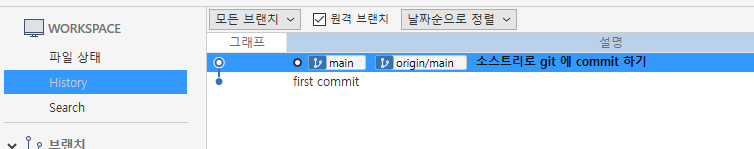 모든 브랜치 원격 브랜치 날짜순으로 정렬
WORKSPACE
파일 상태
History
Search
브랜치
그래프 설명
main origin/main 소스트리로 git 에 commit 하기
first commit